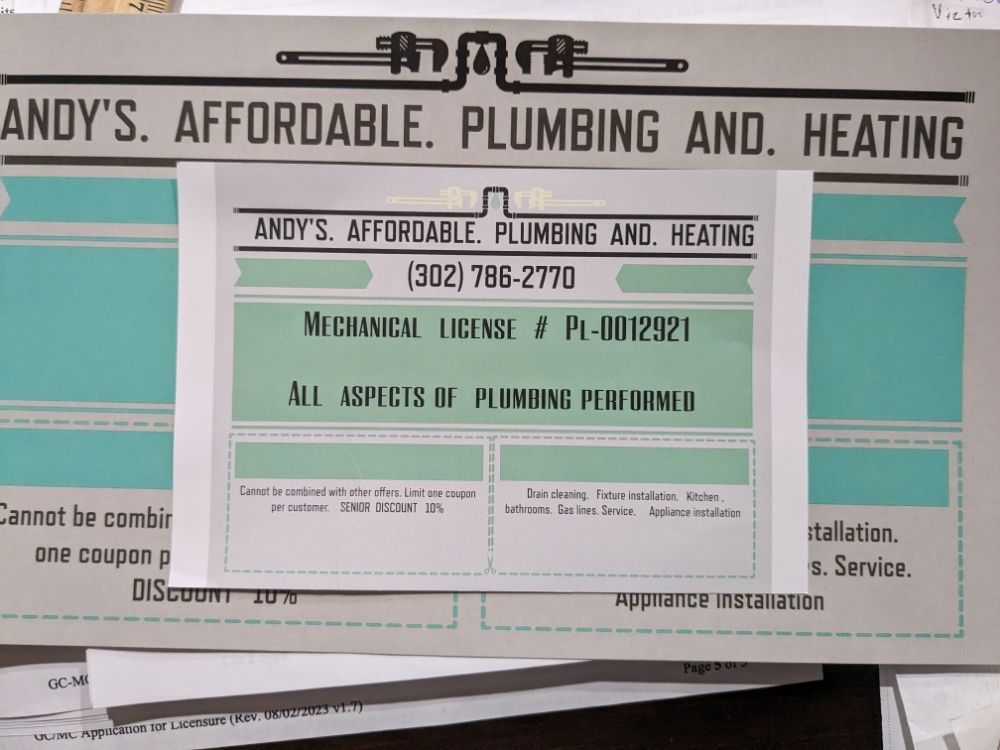 Victor
ANDY'S. AFFORDABLE. PLUMBING AND. HEATING
ANDY'S. AFFORDABLE. PLUMBING AND. HEATING
(302) 786-2770
MECHANICAL LICENSE # PL-0012921
ALL ASPECTS OF PLUMBING PERFORMED
Cannot be combined with other offers. Limit one coupon
per customer. SENIOR DISCOUNT 10%
Drain cleaning. Fixture installation. Kitchen,
bathrooms. Gas lines. Service. Appliance installation
Cannot be combin
one coupon p
DISCOUNT 10%
stallation.
s. Service.
Appliance installation
Page 5 of 5
GC-MC
GC/MC Application for Licensure (Rev. 08/02/2023 v1.7)